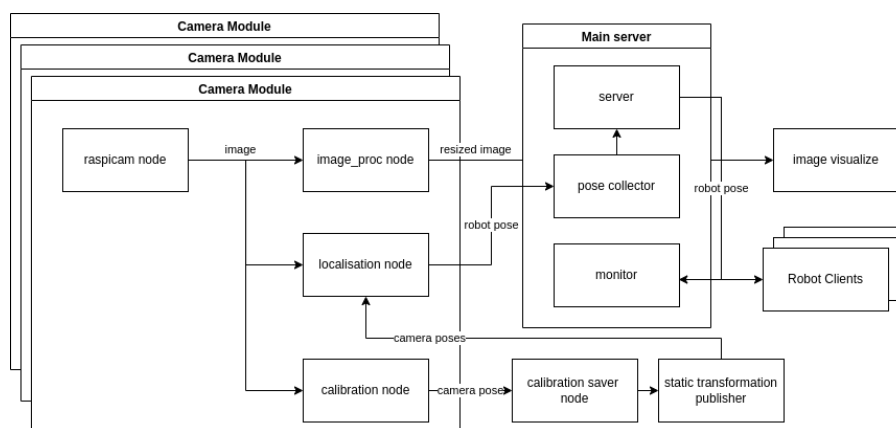 Camera Module
Camera Module
Camera Module
Main server
server
raspicam node
image
image_proc node
resized image
pose collector
image visualize
robot pose
robot pose
localisation node
monitor
Robot Clients
camera poses
calibration node
camera pose
calibration saver
node
static transformation
publisher